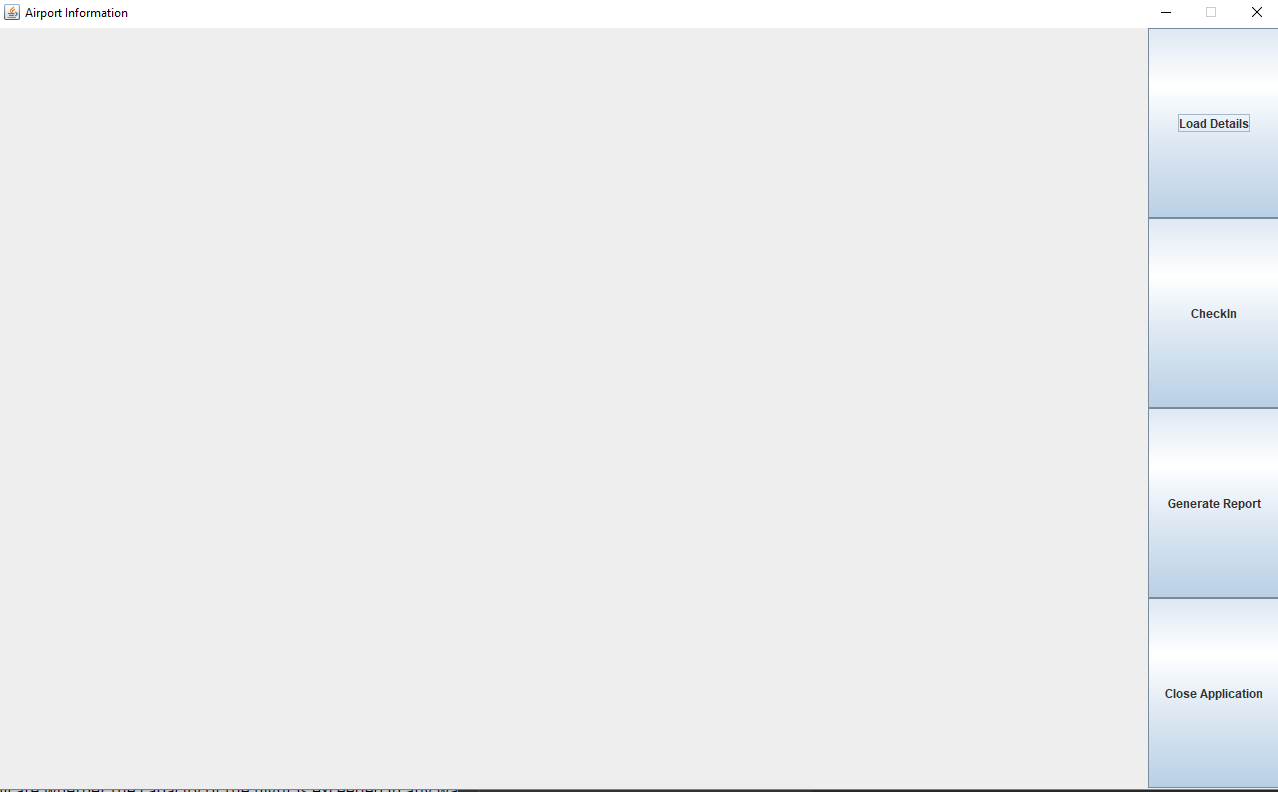 Airport Information
Load Details
CheckIn
Generate Report
Close Application